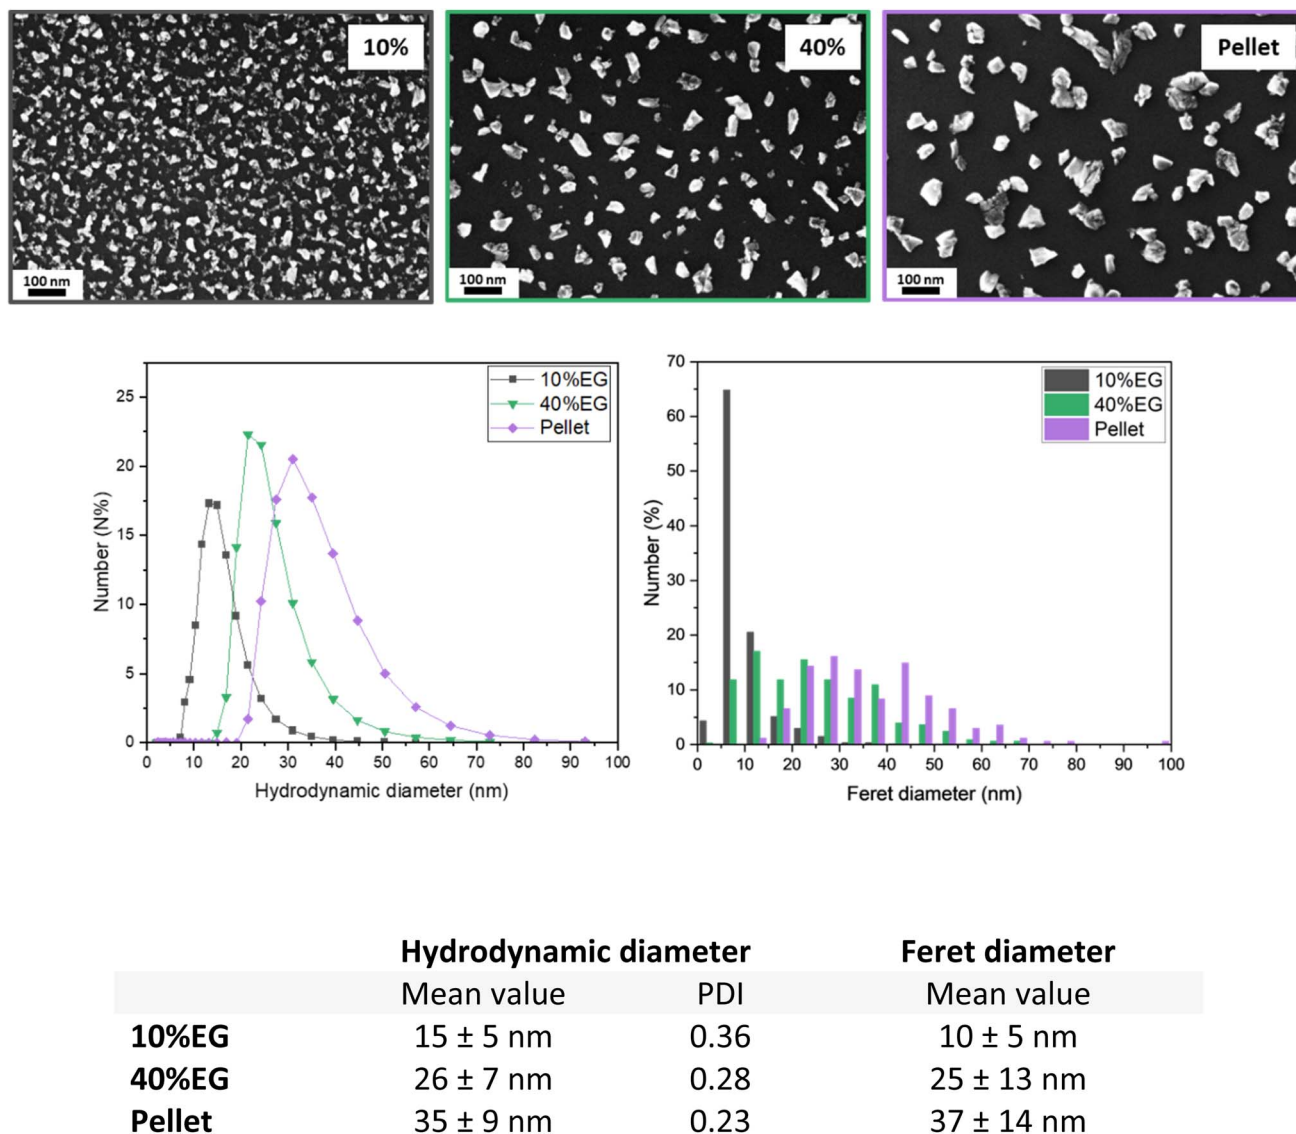 10%
40%
Pellet
100 nm
100 nm
100 nm
25
20
15
10
5
0
0 10 20 30 40 50 60 70 80 90 100
Number (N%)
Hydrodynamic diameter (nm)
10%EG
40%EG
Pellet
70
60
50
40
30
20
10
0
0 10 20 30 40 50 60 70 80 90 100
Number (%)
Feret diameter (nm)
10%EG
40%EG
Pellet
Hydrodynamic diameter Feret diameter
Mean value PDI Mean value
10%EG 15 ± 5 nm 0.36 10 ± 5 nm
40%EG 26 ± 7 nm 0.28 25 ± 13 nm
Pellet 35 ± 9 nm 0.23 37 ± 14 nm